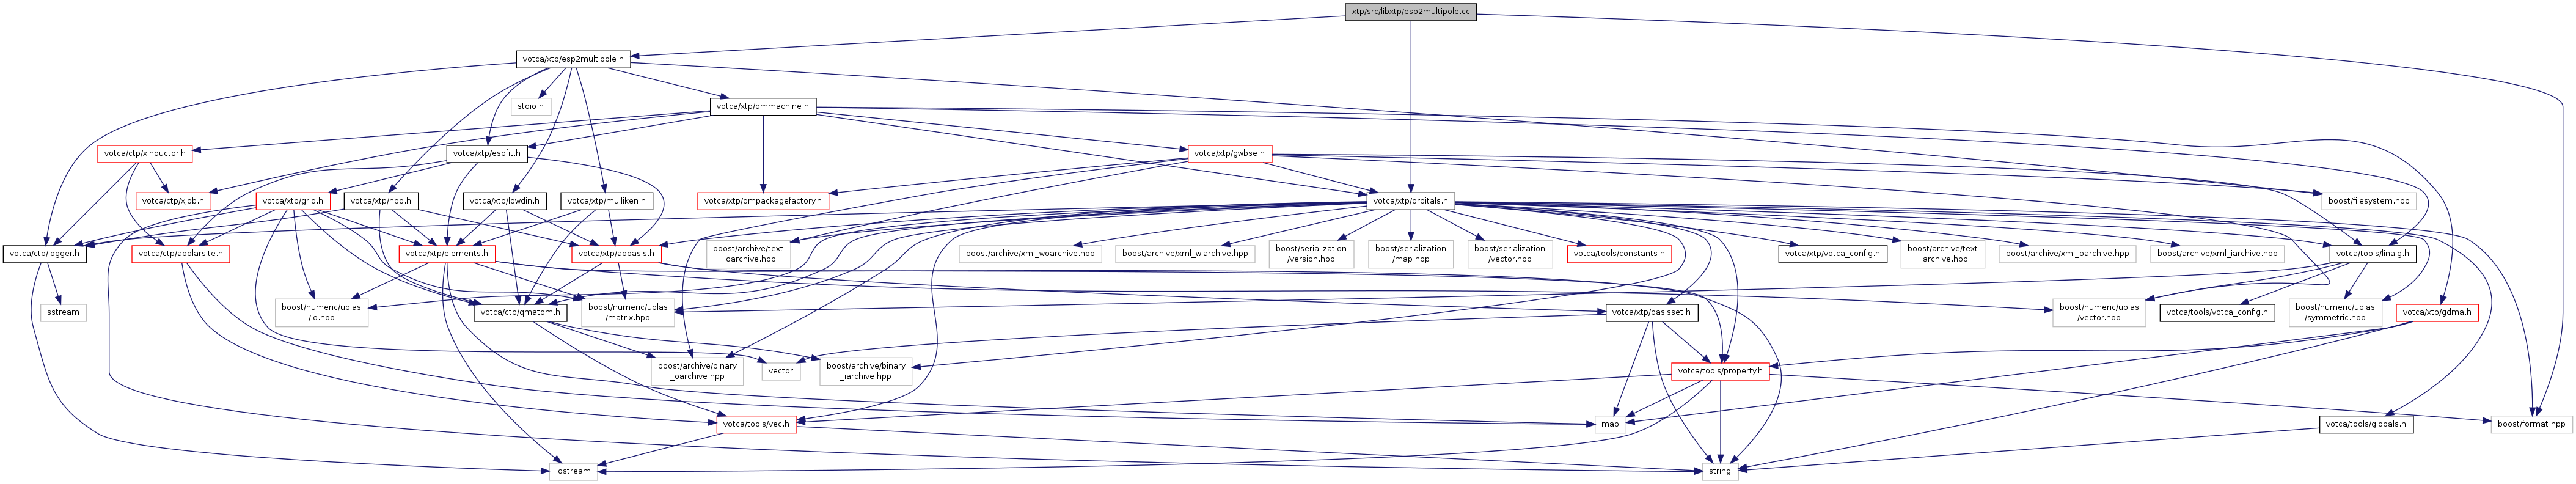 xtp/src/libxtp/esp2multipole.cc
votca/xtp/esp2multipole.h
stdio.h
votca/xtp/qmmachine.h
votca/ctp/xinductor.h
votca/xtp/espfit.h
votca/xtp/gwbse.h
votca/ctp/xjob.h
votca/xtp/grid.h
votca/xtp/nbo.h
votca/xtp/lowdin.h
votca/xtp/mulliken.h
votca/xtp/qmpackagefactory.h
votca/xtp/orbitals.h
boost/filesystem.hpp
votca/ctp/logger.h
votca/ctp/apolarsite.h
votca/xtp/elements.h
votca/xtp/aobasis.h
boost/archive/text
_oarchive.hpp
boost/archive/xml_woarchive.hpp
boost/archive/xml_wiarchive.hpp
boost/serialization
/version.hpp
boost/serialization
/map.hpp
boost/serialization
/vector.hpp
votca/tools/constants.h
votca/xtp/votca_config.h
boost/archive/text
_iarchive.hpp
boost/archive/xml_oarchive.hpp
boost/archive/xml_iarchive.hpp
votca/tools/linalg.h
sstream
boost/numeric/ublas
/io.hpp
votca/ctp/qmatom.h
boost/numeric/ublas
/matrix.hpp
votca/xtp/basisset.h
boost/numeric/ublas
/vector.hpp
votca/tools/votca_config.h
boost/numeric/ublas
/symmetric.hpp
votca/xtp/gdma.h
boost/archive/binary
_oarchive.hpp
vector
boost/archive/binary
_iarchive.hpp
votca/tools/property.h
votca/tools/vec.h
map
votca/tools/globals.h
boost/format.hpp
iostream
string